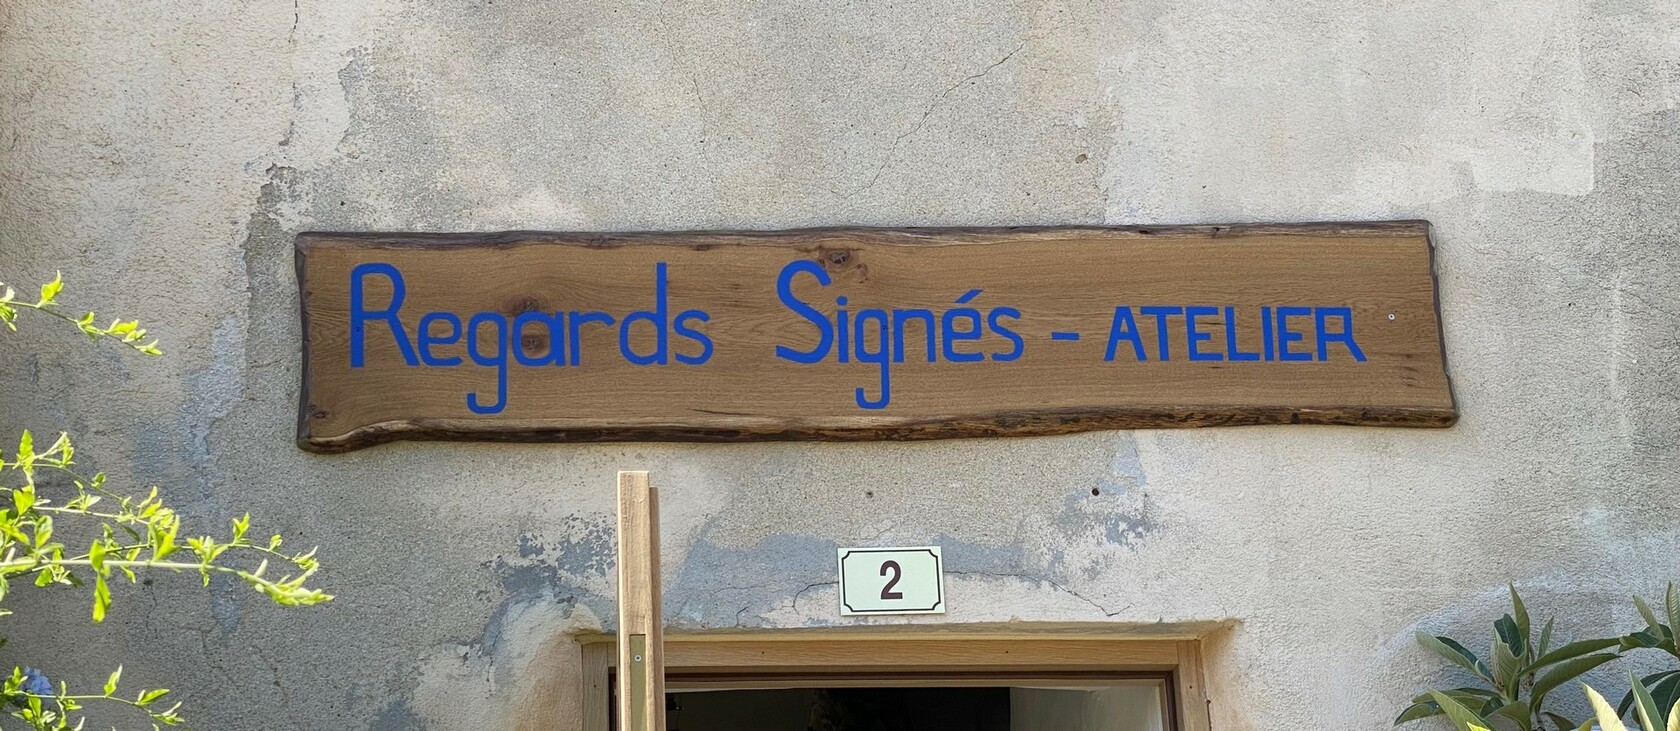 Regards Signés - ATELIER
2